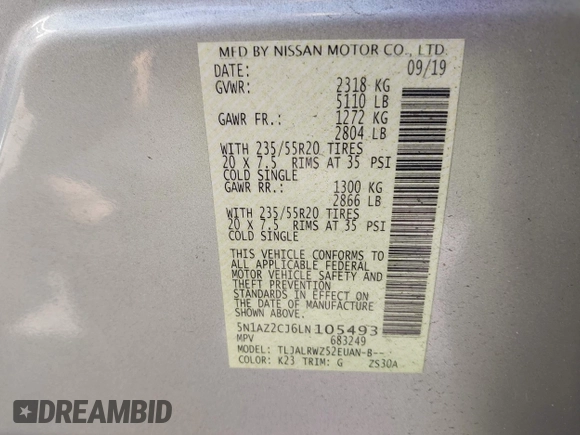 MFD BY NISSAN MOTOR CO., LTD.
DATE: 09/19
GVWR: 2318 KG
5110 LB
GAWR FR.: 1272 KG
2804 LB
WITH 235/55R20 TIRES
20 X 7.5 RIMS AT 35 PSI
COLD SINGLE
GAWR RR.: 1300 KG
2866 LB
WITH 235/55R20 TIRES
20 X 7.5 RIMS AT 35 PSI
COLD SINGLE
THIS VEHICLE CONFORMS TO
ALL APPLICABLE FEDERAL
MOTOR VEHICLE SAFETY AND
THEFT PREVENTION
STANDARDS IN EFFECT ON
THE DATE OF MANUFACTURE
SHOWN ABOVE.
5N1AZ2CJ6LN105493
MPV 683249
MODEL: TLJALRWZ52EUAN-B--
COLOR: K23 TRIM: G ZS30A
DREAMBID